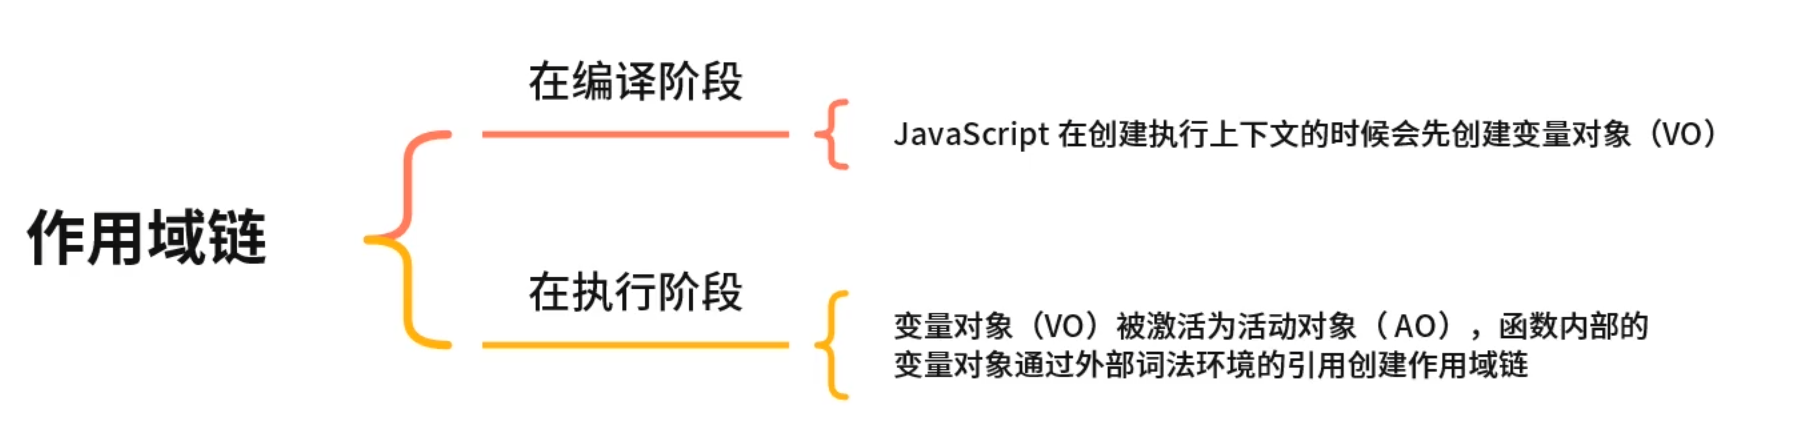 作用域链
在编译阶段
JavaScript 在创建执行上下文的时候会先创建变量对象（VO）
在执行阶段
变量对象（VO）被激活为活动对象（ AO），函数内部的
变量对象通过外部词法环境的引用创建作用域链